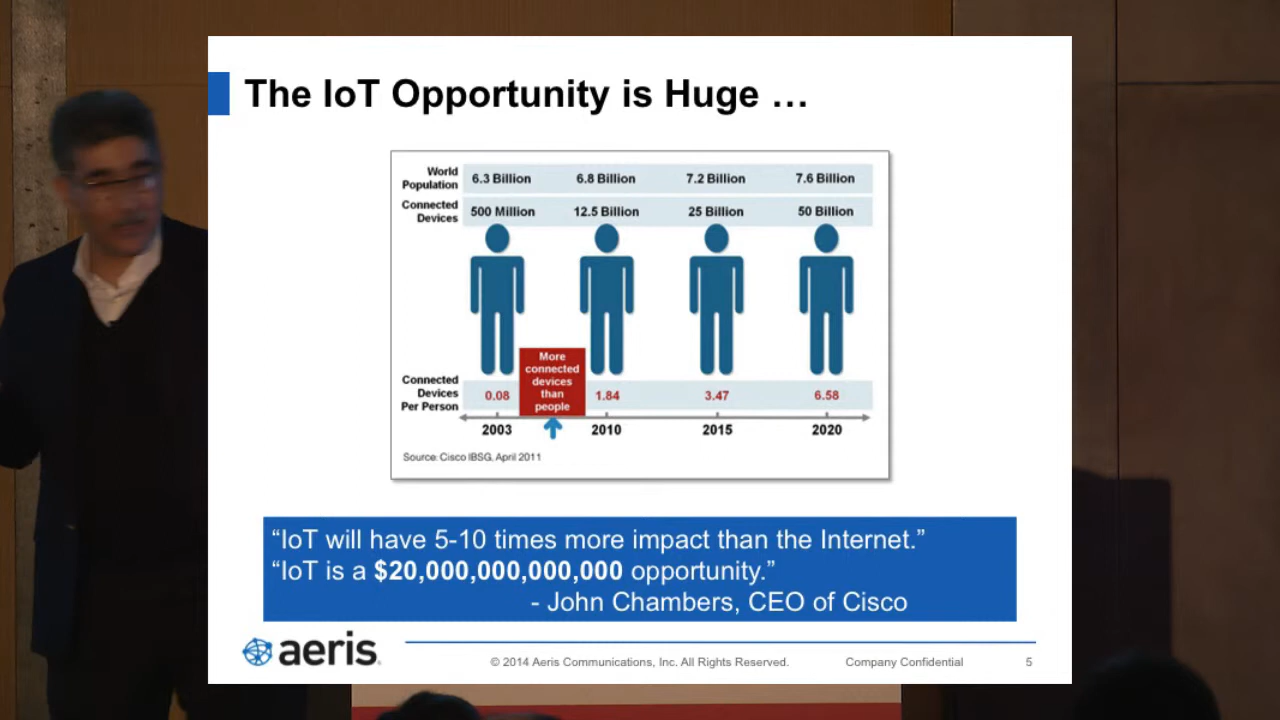 The IoT Opportunity is Huge …
World Population 6.3 Billion 6.8 Billion 7.2 Billion 7.6 Billion
Connected Devices 500 Million 12.5 Billion 25 Billion 50 Billion
More
connected
devices
than
people
Connected Devices Per Person 0.08 1.84 3.47 6.58
2003 2010 2015 2020
Source: Cisco IBSG, April 2011
“IoT will have 5-10 times more impact than the Internet.”
“IoT is a $20,000,000,000,000 opportunity.”
- John Chambers, CEO of Cisco
aeris
© 2014 Aeris Communications, Inc. All Rights Reserved. Company Confidential 5